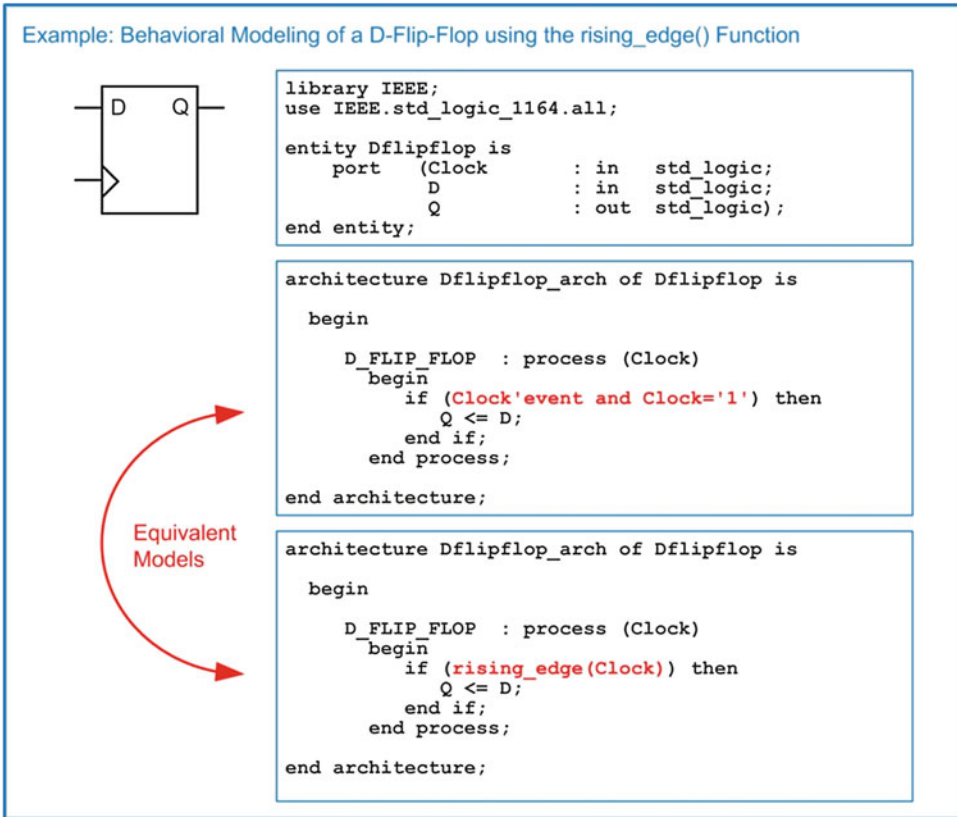 Example: Behavioral Modeling of a D-Flip-Flop using the rising_edge() Function
D Q
library IEEE;
use IEEE.std_logic_1164.all;
entity Dflipflop is
port (Clock : in std_logic;
D : in std_logic;
Q : out std_logic);
end entity;
architecture Dflipflop_arch of Dflipflop is
begin
D_FLIP_FLOP : process (Clock)
begin
if (Clock'event and Clock='1') then
Q <= D;
end if;
end process;
end architecture;
Equivalent
Models
architecture Dflipflop_arch of Dflipflop is
begin
D_FLIP_FLOP : process (Clock)
begin
if (rising_edge(Clock)) then
Q <= D;
end if;
end process;
end architecture;